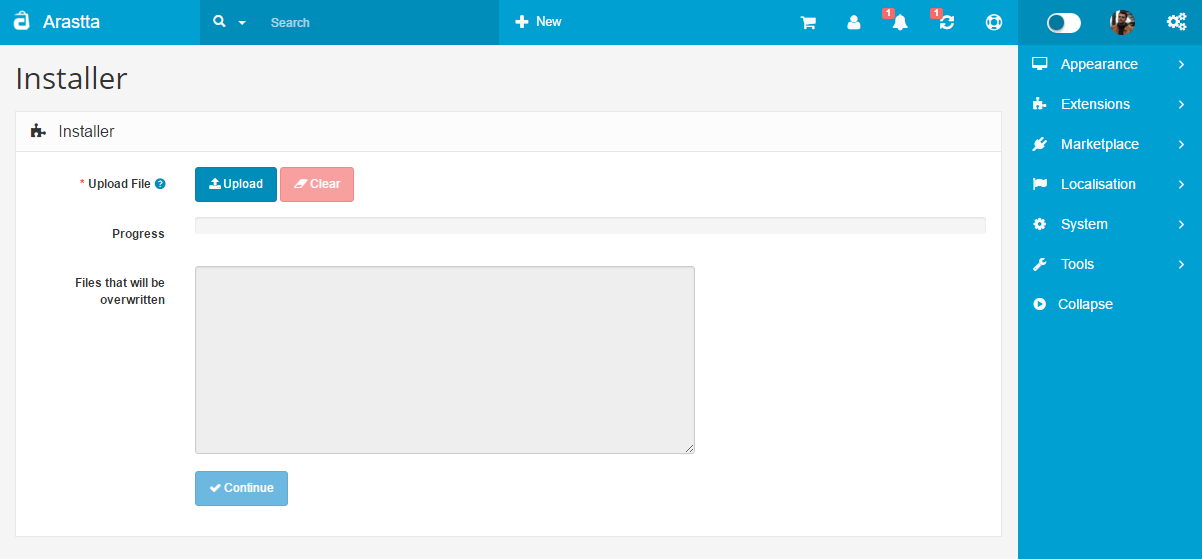 Arastta
Search
New
1
1
Installer
Installer
* Upload File
Upload
Clear
Progress
Files that will be
overwritten
Continue
Appearance
Extensions
Marketplace
Localisation
System
Tools
Collapse